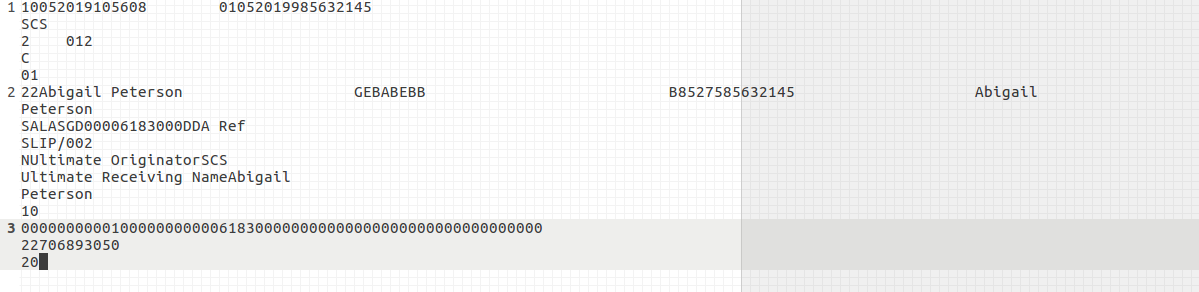 1 10052019105608        01052019985632145
SCS
2    012
C
01
2 22Abigail Peterson                   GEBABEBB                           B8527585632145                    Abigail
Peterson
SALASGD00006183000DDA Ref
SLIP/002
NUltimate OriginatorSCS
Ultimate Receiving NameAbigail
Peterson
10
3 0000000000100000000000618300000000000000000000000000000000
22706893050
20